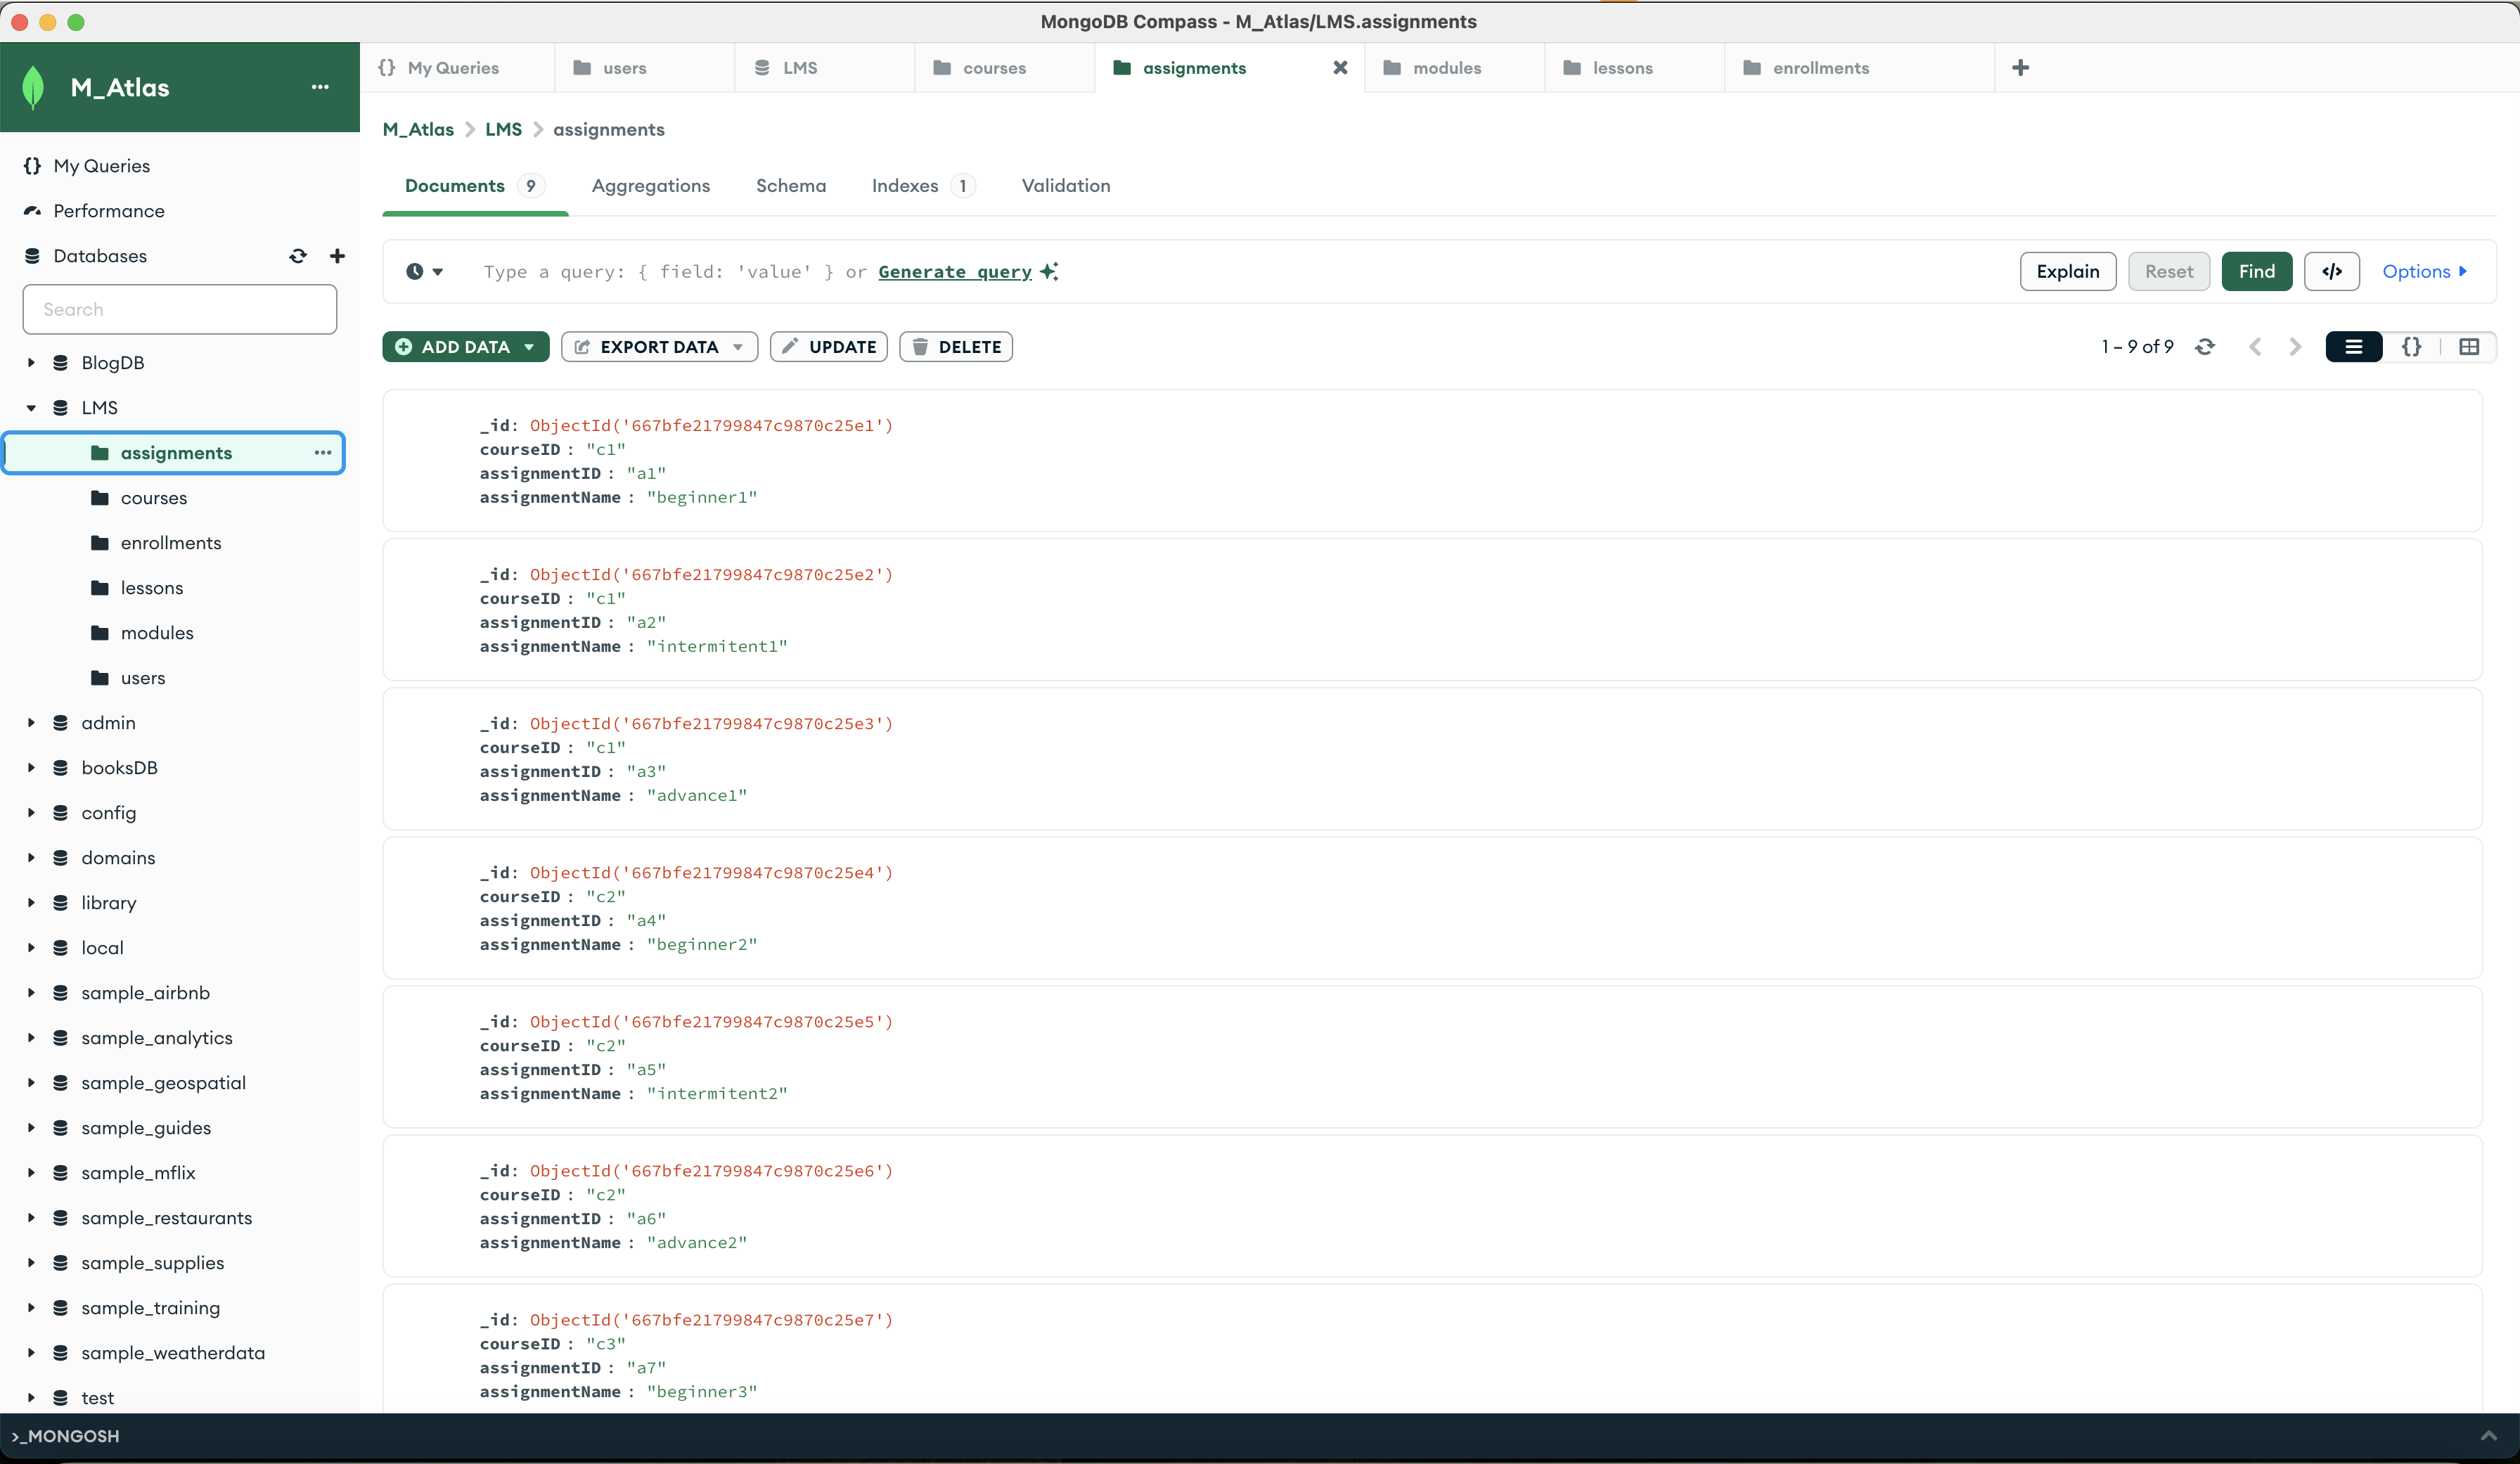 MongoDB Compass - M_Atlas/LMS.assignments
M_Atlas
My Queries
Performance
Databases
Search
BlogDB
LMS
assignments
courses
enrollments
lessons
modules
users
admin
booksDB
config
domains
library
local
sample_airbnb
sample_analytics
sample_geospatial
sample_guides
sample_mflix
sample_restaurants
sample_supplies
sample_training
sample_weatherdata
test
{} My Queries users LMS courses assignments modules lessons enrollments
M_Atlas > LMS > assignments
Documents 9 Aggregations Schema Indexes 1 Validation
Type a query: { field: 'value' } or Generate query Explain Reset Find </> Options
ADD DATA EXPORT DATA UPDATE DELETE 1 – 9 of 9 {}
_id: ObjectId('667bfe21799847c9870c25e1')
courseID : "c1"
assignmentID : "a1"
assignmentName : "beginner1"
_id: ObjectId('667bfe21799847c9870c25e2')
courseID : "c1"
assignmentID : "a2"
assignmentName : "intermitent1"
_id: ObjectId('667bfe21799847c9870c25e3')
courseID : "c1"
assignmentID : "a3"
assignmentName : "advance1"
_id: ObjectId('667bfe21799847c9870c25e4')
courseID : "c2"
assignmentID : "a4"
assignmentName : "beginner2"
_id: ObjectId('667bfe21799847c9870c25e5')
courseID : "c2"
assignmentID : "a5"
assignmentName : "intermitent2"
_id: ObjectId('667bfe21799847c9870c25e6')
courseID : "c2"
assignmentID : "a6"
assignmentName : "advance2"
_id: ObjectId('667bfe21799847c9870c25e7')
courseID : "c3"
assignmentID : "a7"
assignmentName : "beginner3"
>_MONGOSH